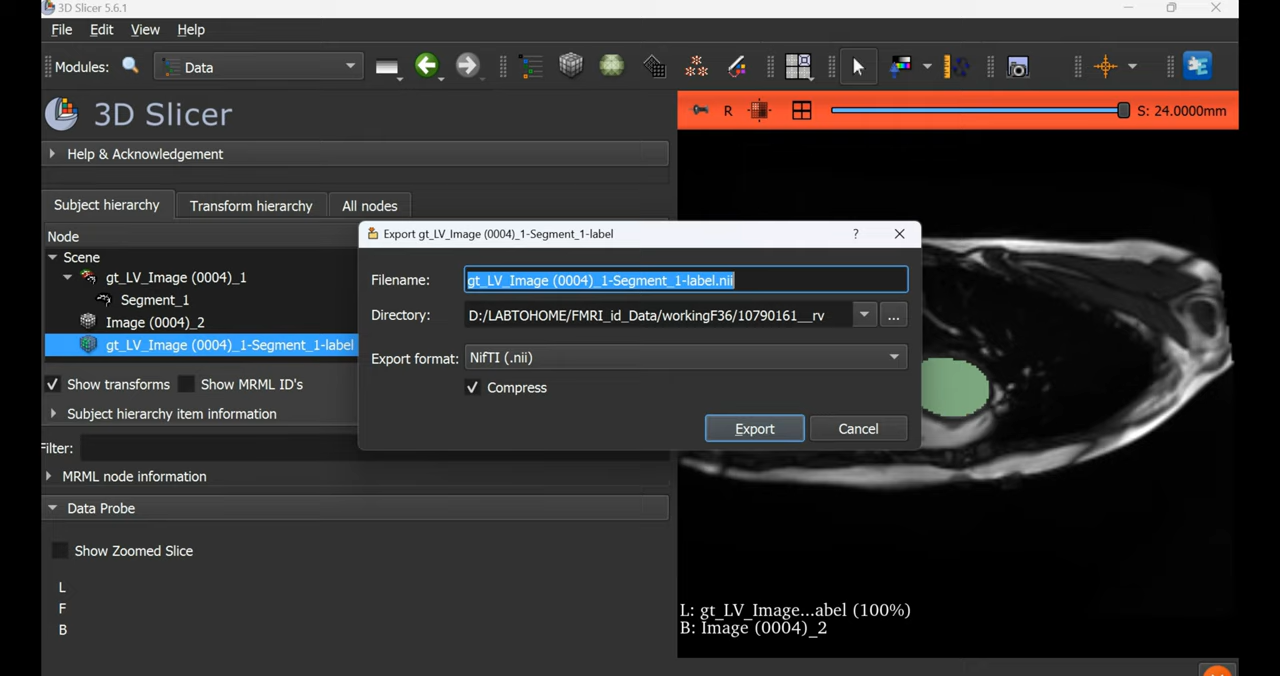 3D Slicer 5.6.1
File Edit View Help
Modules: Data
R S: 24.0000mm
3D Slicer
Help & Acknowledgement
Subject hierarchy Transform hierarchy All nodes
Node
Scene
gt_LV_Image (0004)_1
Segment_1
Image (0004)_2
gt_LV_Image (0004)_1-Segment_1-label
Show transforms Show MRML ID's
Subject hierarchy item information
Filter:
MRML node information
Data Probe
Show Zoomed Slice
L
F
B
Export gt_LV_Image (0004)_1-Segment_1-label ?
Filename: gt_LV_Image (0004)_1-Segment_1-label.nii
Directory: D:/LABTOHOME/FMRI_id_Data/workingF36/10790161__rv ...
Export format: NifTI (.nii)
Compress
Export Cancel
L: gt_LV_Image...abel (100%)
B: Image (0004)_2